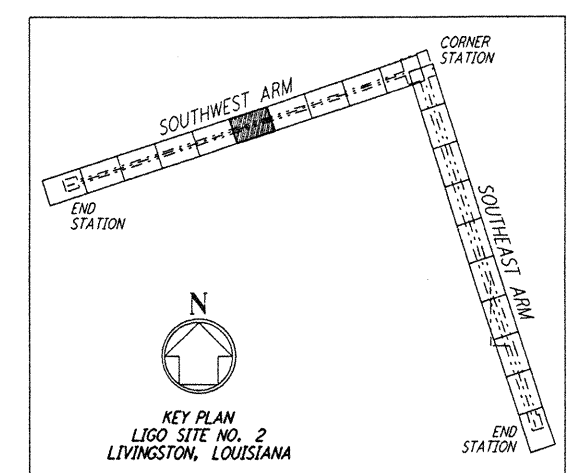 CORNER
STATION
SOUTHWEST ARM
END
STATION
SOUTHEAST ARM
N
KEY PLAN
LIGO SITE NO. 2
LIVINGSTON, LOUISIANA
END
STATION